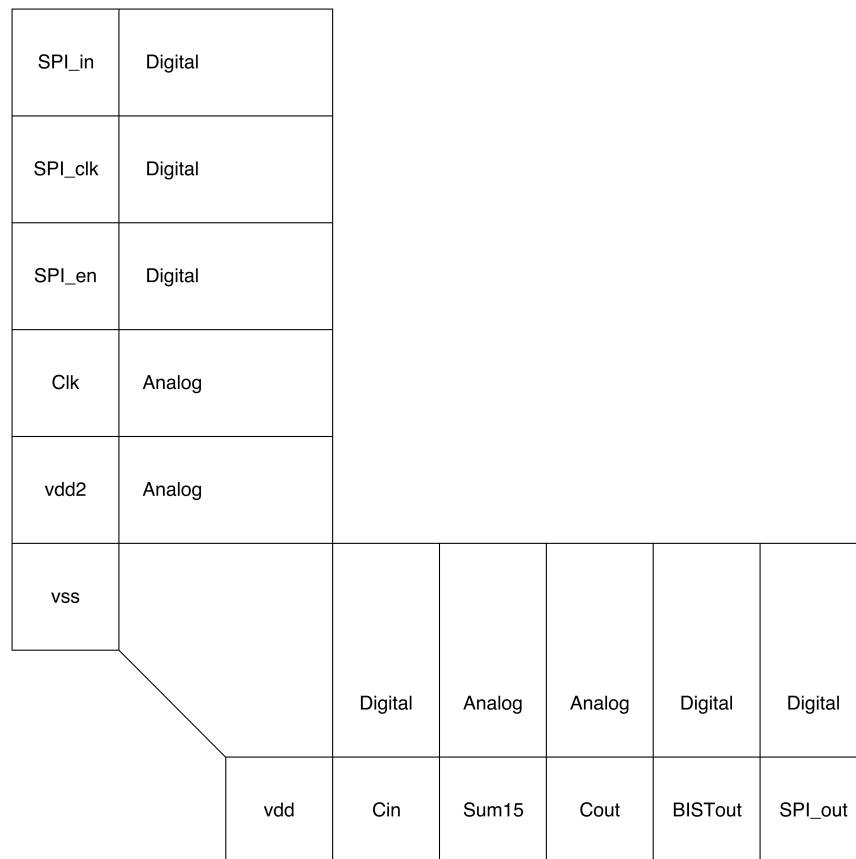 SPI_in Digital
SPI_clk Digital
SPI_en Digital
Clk Analog
vdd2 Analog
vss
Digital Analog Analog Digital Digital
vdd Cin Sum15 Cout BISTout SPI_out